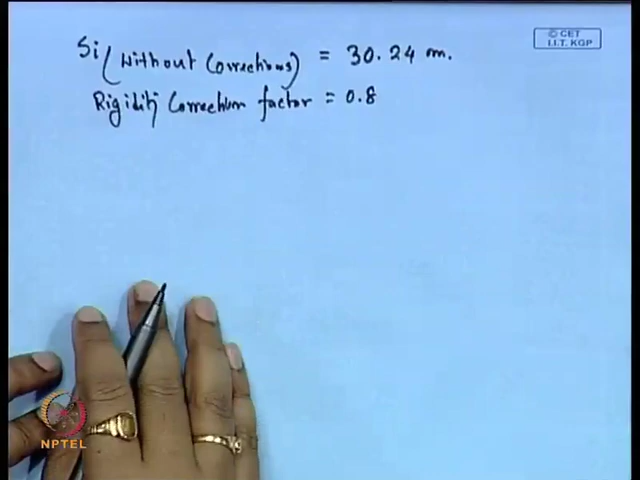 Si (Without Corrections) = 30.24 m.
Rigidity Correction factor = 0.8
© CET
I.I.T. KGP
NPTEL